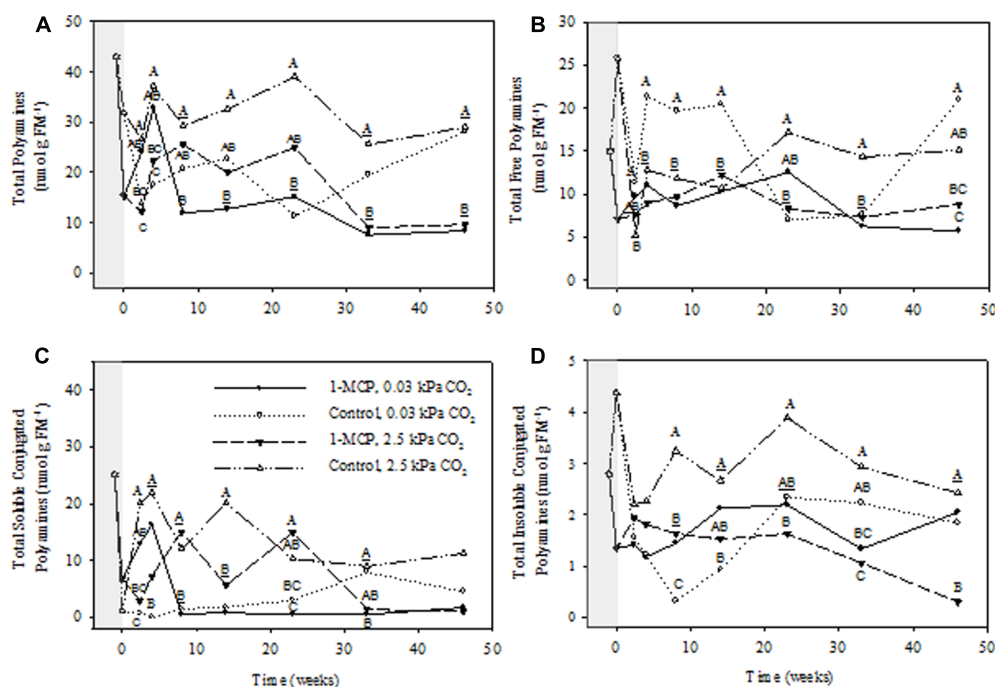 A
B
Total Polyamines
(nmol g FM⁻¹)
50
40
30
20
10
0
A
AB
A
AB
BC
C
C
A
AB
B
A
B
A
AB
B
A
B
A
B
0
10
20
30
40
50
Total Free Polyamines
(nmol g FM⁻¹)
30
25
20
15
10
5
0
A
B
B
A
B
A
B
A
B
A
AB
B
A
B
A
AB
BC
C
0
10
20
30
40
50
C
D
Total Soluble Conjugated
Polyamines (nmol g FM⁻¹)
40
30
20
10
0
1-MCP, 0.03 kPa CO₂
Control, 0.03 kPa CO₂
1-MCP, 2.5 kPa CO₂
Control, 2.5 kPa CO₂
A
AB
BC
C
A
B
A
B
A
B
A
AB
BC
C
A
AB
B
0
10
20
30
40
50
Time (weeks)
Total Insoluble Conjugated
Polyamines (nmol g FM⁻¹)
5
4
3
2
1
0
A
B
C
A
AB
B
A
AB
B
A
AB
BC
C
A
B
0
10
20
30
40
50
Time (weeks)